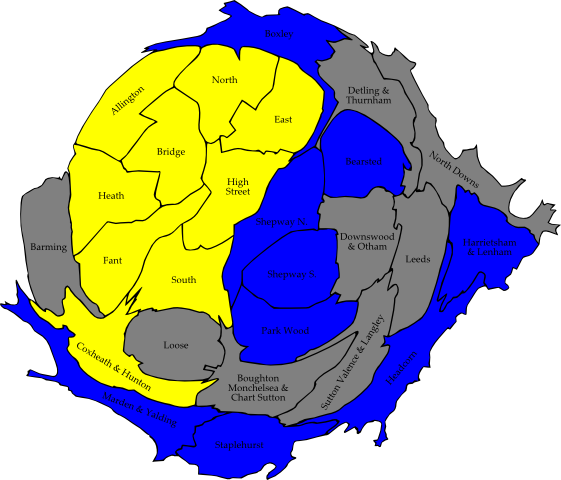 Boxley
North
Allington
Detling &
Thurnham
East
Bridge
Bearsted
North Downs
Heath
High
Street
Shepway N.
Barming
Downswood
& Otham
Harrietsham
& Lenham
Leeds
Fant
South
Shepway S.
Park Wood
Loose
Coxheath & Hunton
Sutton Valence & Langley
Headcorn
Boughton
Monchelsea &
Chart Sutton
Marden & Yalding
Staplehurst